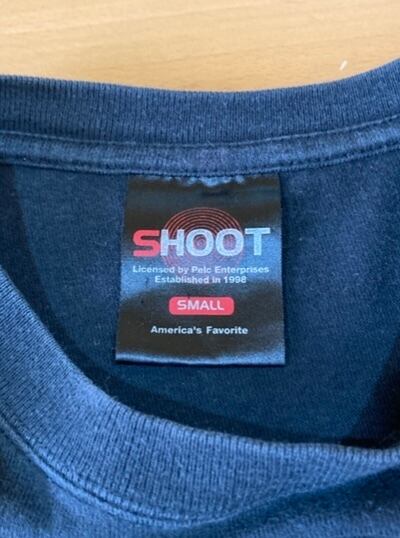 SHOOT
Licensed by Pelc Enterprises
Established in 1998
SMALL
America's Favorite